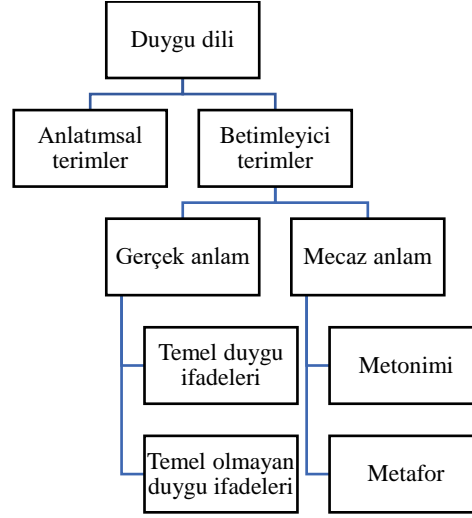 Duygu dili
Anlatımsal
terimler
Betimleyici
terimler
Gerçek anlam
Mecaz anlam
Temel duygu
ifadeleri
Metonimi
Temel olmayan
duygu ifadeleri
Metafor